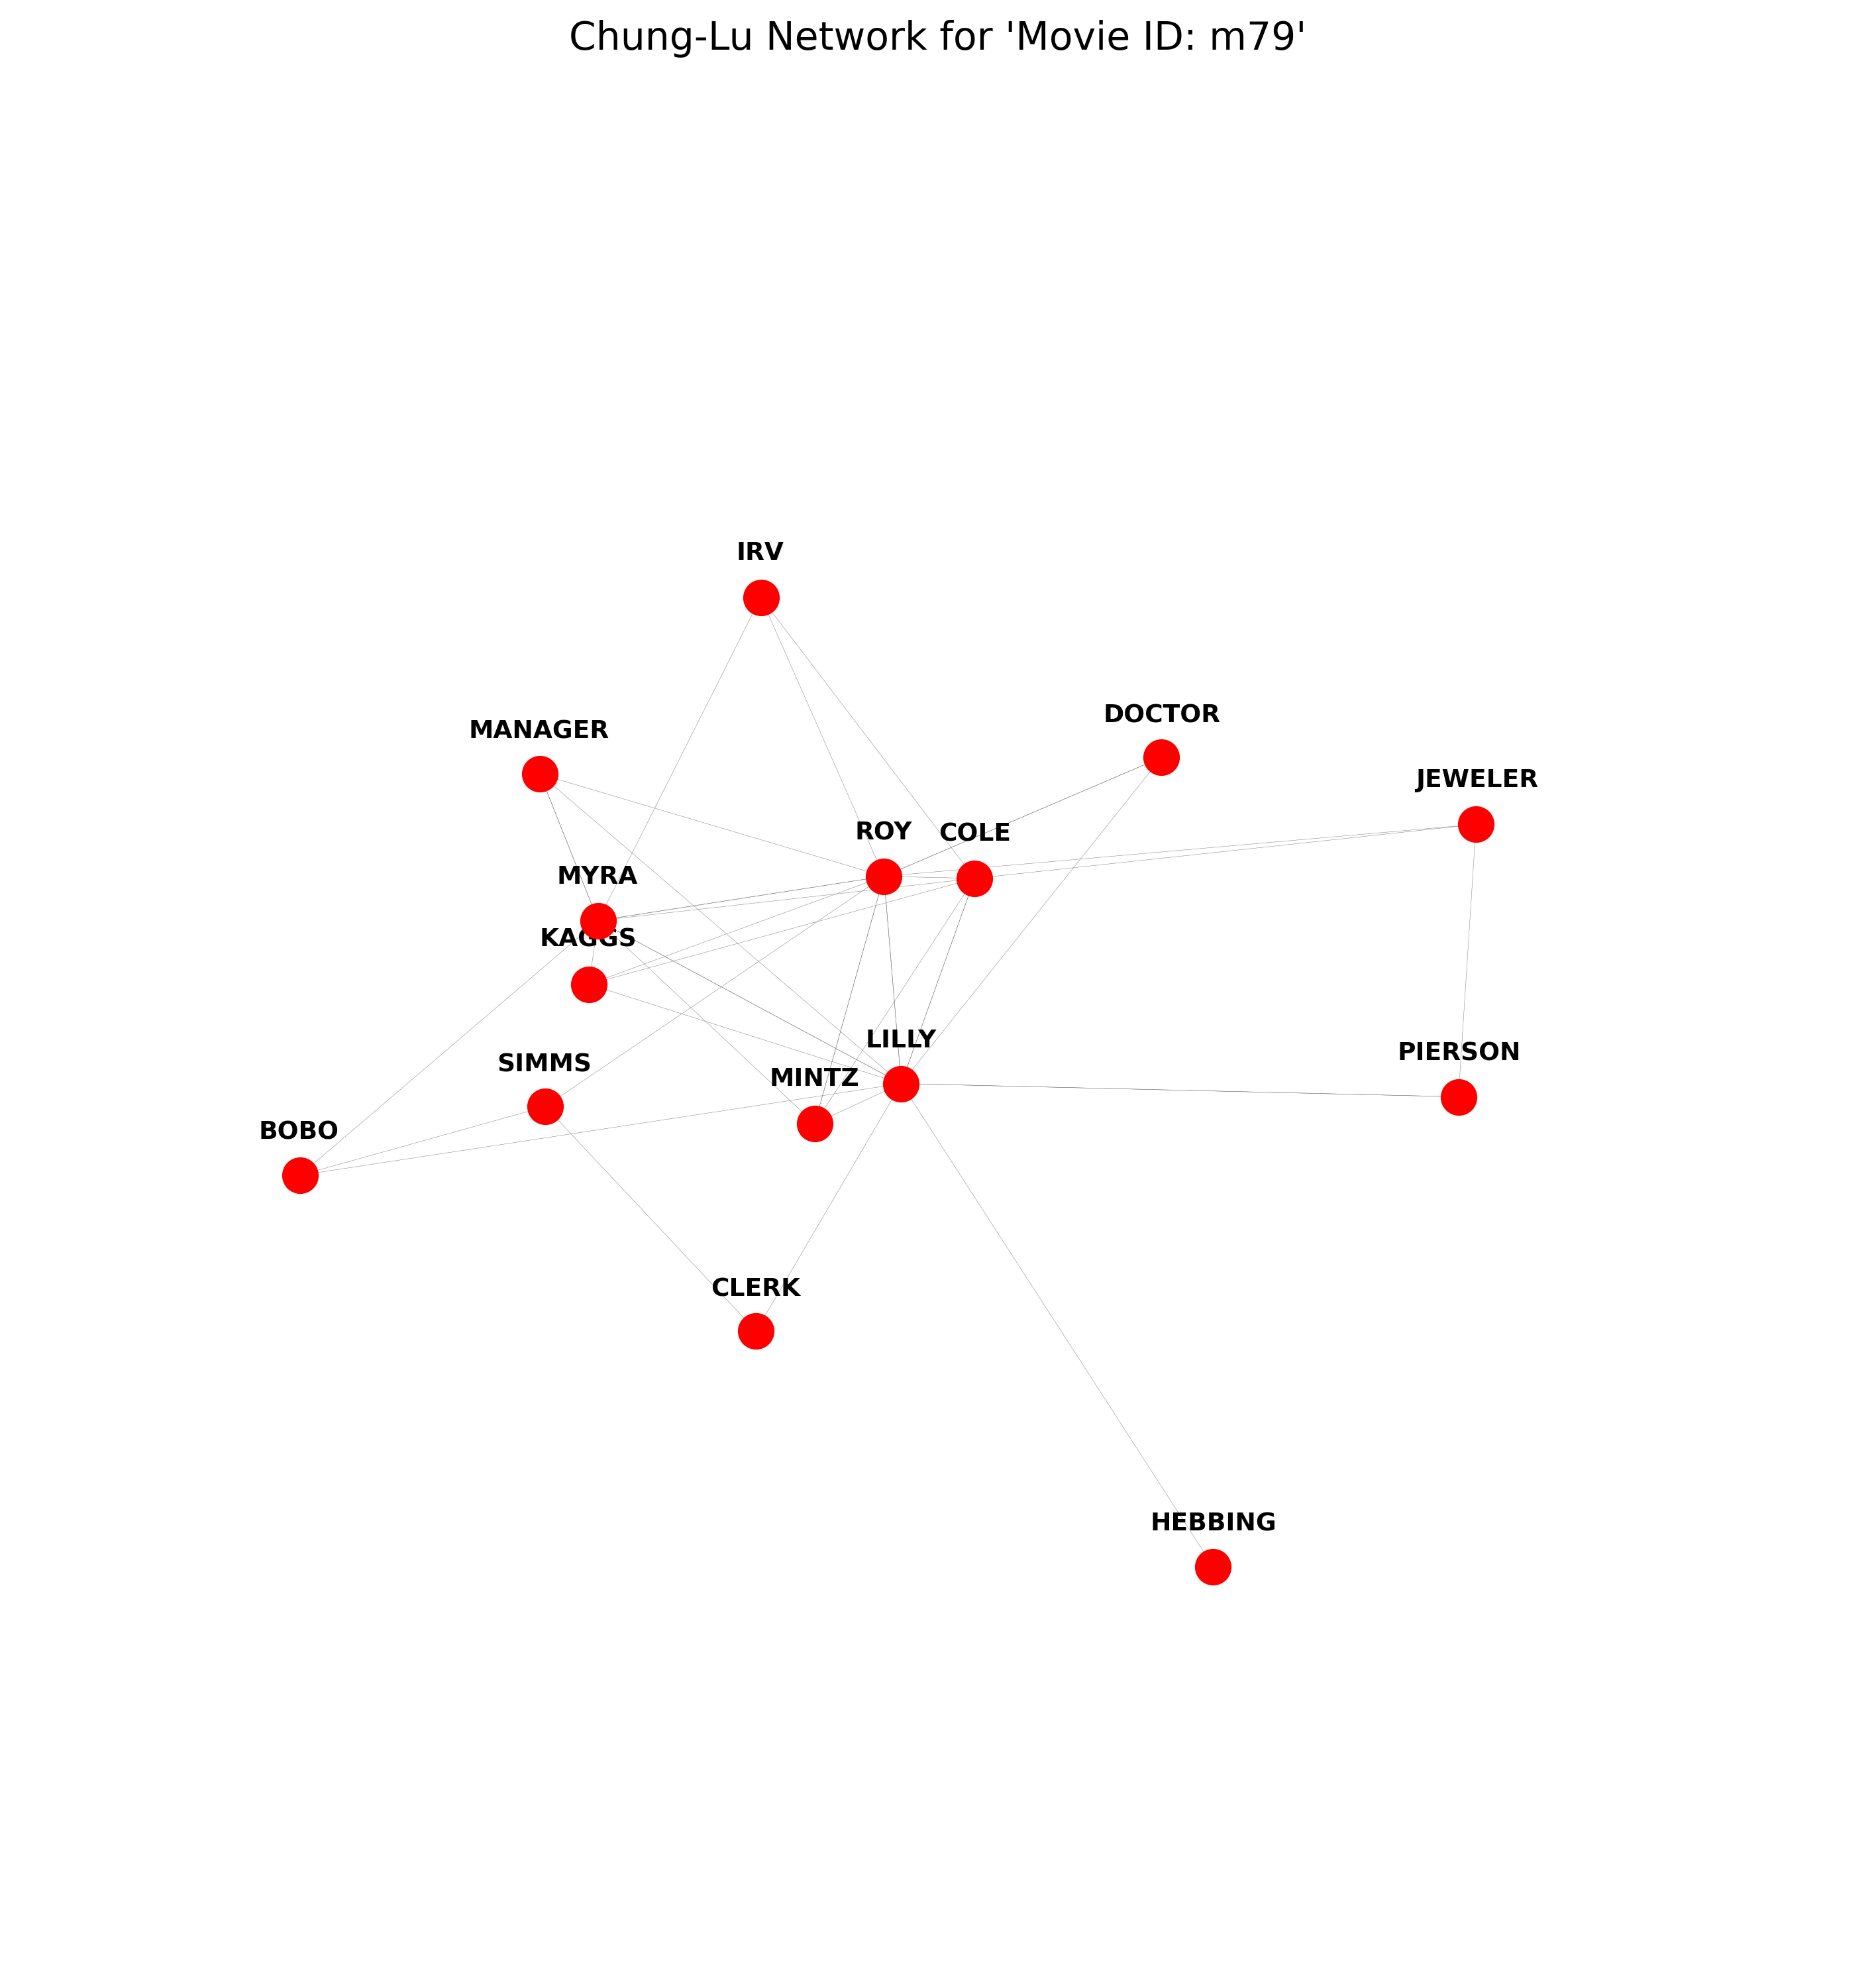 Chung-Lu Network for 'Movie ID: m79'
IRV
DOCTOR
MANAGER
JEWELER
ROY
COLE
MYRA
KAGGS
LILLY
PIERSON
SIMMS
MINTZ
BOBO
CLERK
HEBBING